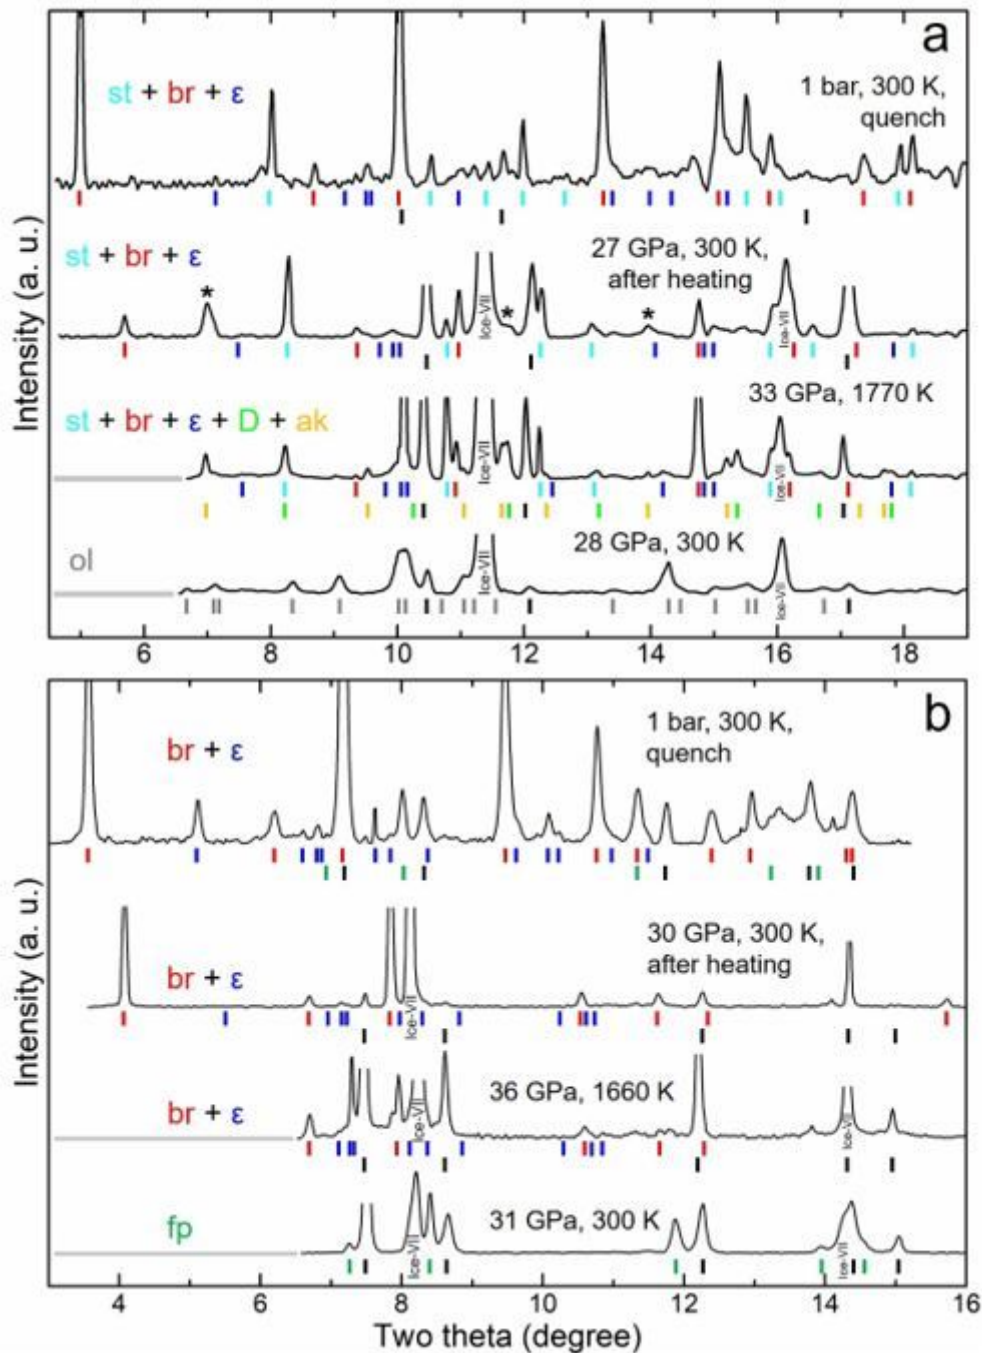 a
st + br + ε
1 bar, 300 K,
quench
st + br + ε
27 GPa, 300 K,
after heating
*
*
*
Ice-VII
Ice-VII
st + br + ε + D + ak
33 GPa, 1770 K
Ice-VII
Ice-VII
ol
28 GPa, 300 K
Ice-VII
Ice-VII
Intensity (a. u.)
6 8 10 12 14 16 18
b
br + ε
1 bar, 300 K,
quench
br + ε
30 GPa, 300 K,
after heating
Ice-VII
br + ε
36 GPa, 1660 K
Ice-VII
Ice-VII
fp
31 GPa, 300 K
Ice-VII
Ice-VII
Intensity (a. u.)
4 6 8 10 12 14 16
Two theta (degree)